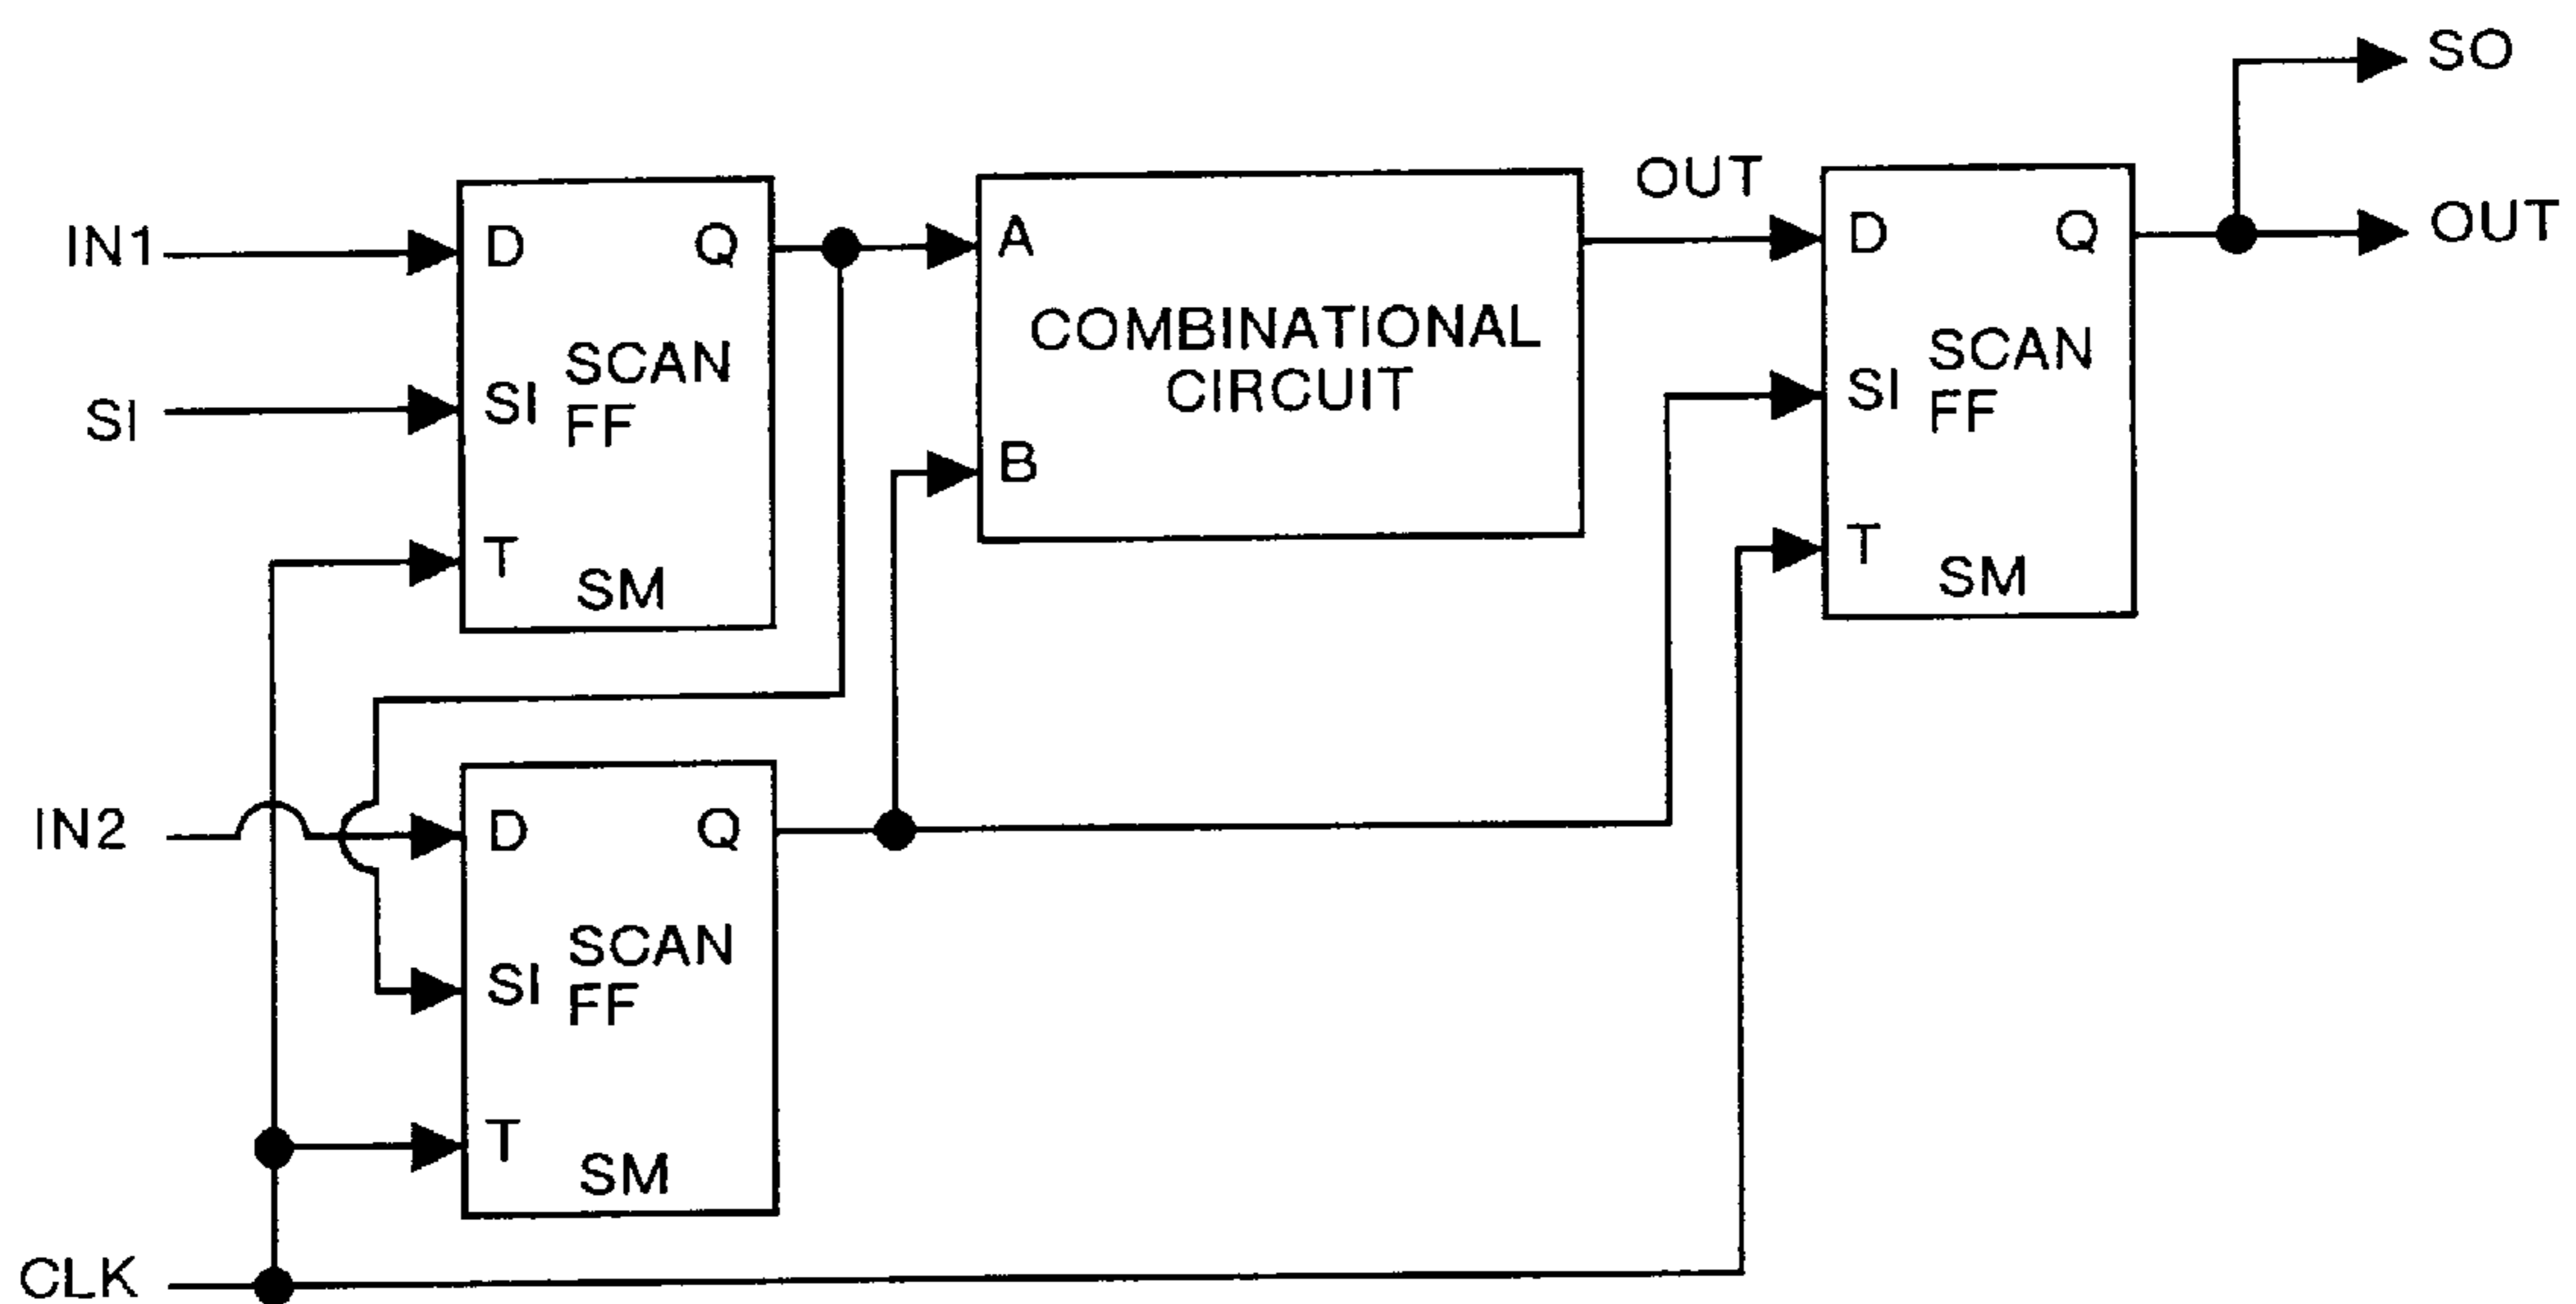 SO
OUT
OUT
IN1
D
Q
A
D
Q
COMBINATIONAL
CIRCUIT
SI
SI
SCAN
FF
B
SI
SCAN
FF
T
SM
T
SM
IN2
D
Q
SI
SCAN
FF
T
SM
CLK